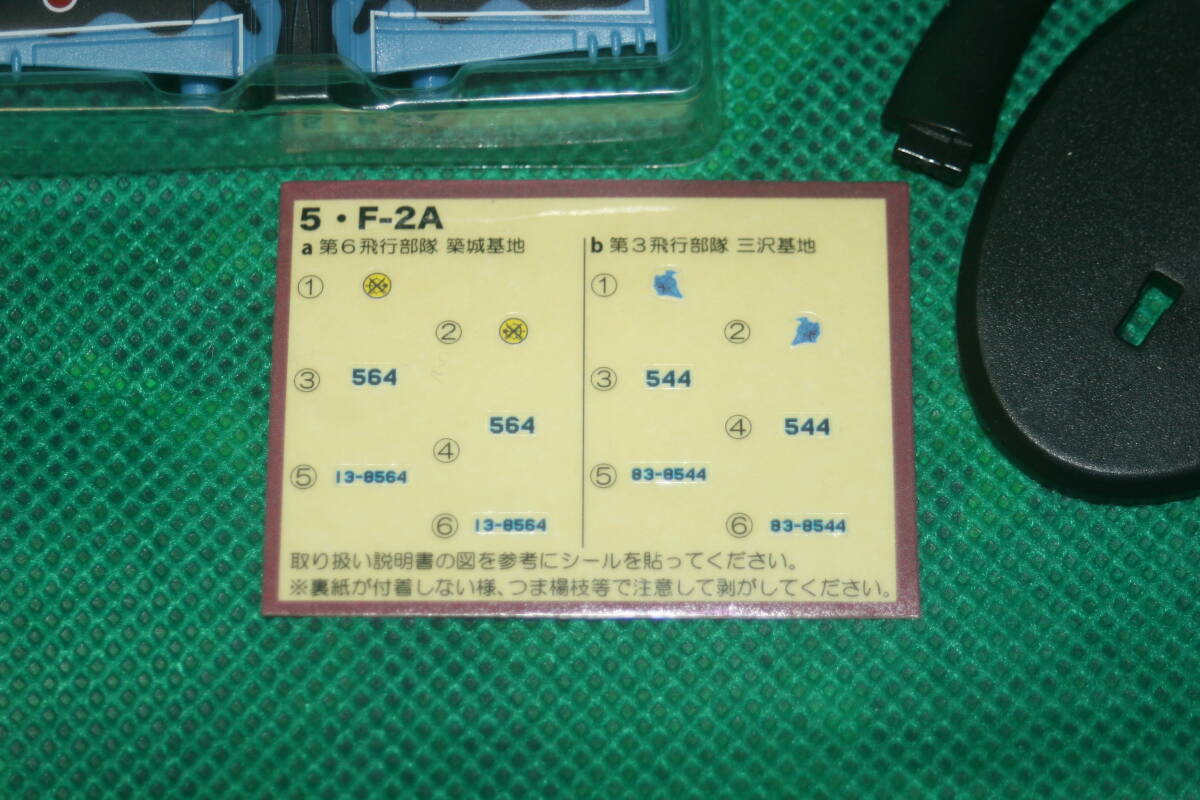 5・F-2A
a 第6飛行部隊 築城基地
①
②
③ 564
④ 564
⑤ 13-8564
⑥ 13-8564
b 第3飛行部隊 三沢基地
①
②
③ 544
④ 544
⑤ 83-8544
⑥ 83-8544
取り扱い説明書の図を参考にシールを貼ってください。
※裏紙が付着しない様、つま楊枝等で注意して剥がしてください。